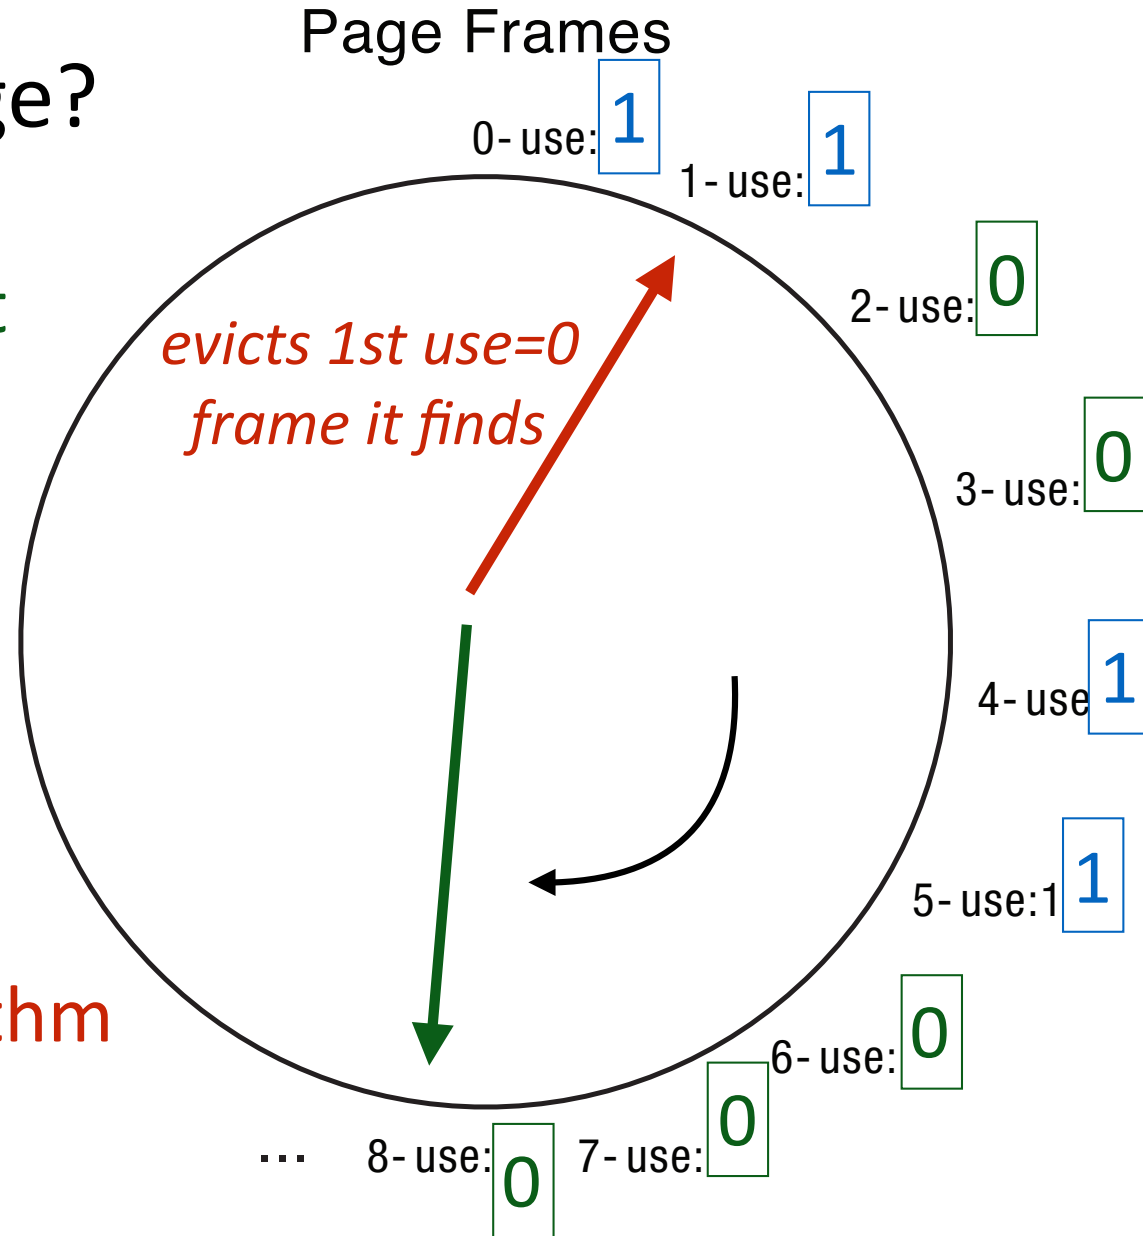 Page Frames
ge?
0- use: 1
1- use: 1
t
2- use: 0
evicts 1st use=0
frame it finds
3- use: 0
4- use 1
5- use:1 1
thm
6- use: 0
7- use: 0
8- use: 0
...